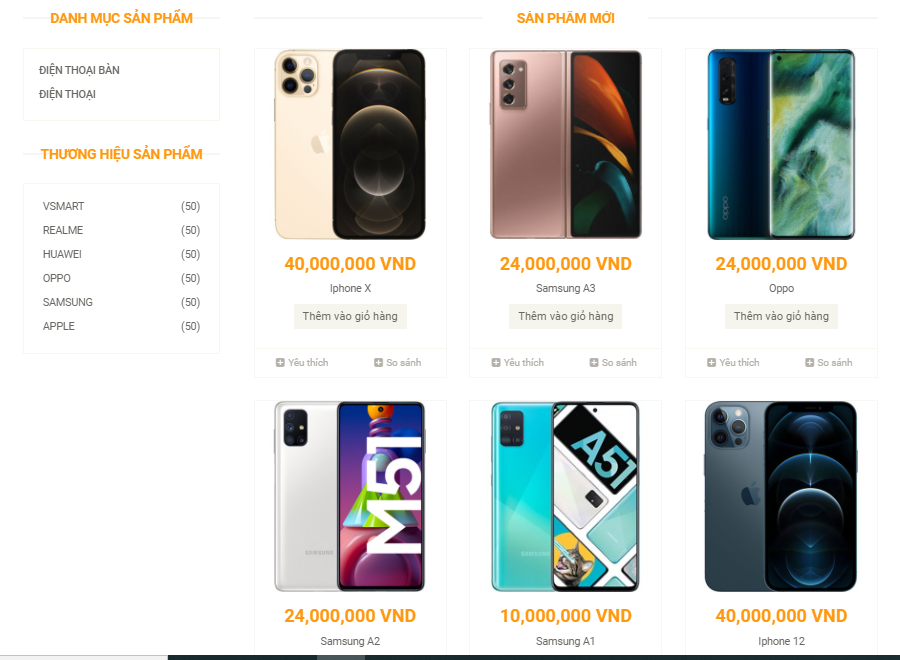 DANH MỤC SẢN PHẨM
ĐIỆN THOẠI BÀN
ĐIỆN THOẠI
THƯƠNG HIỆU SẢN PHẨM
VSMART (50)
REALME (50)
HUAWEI (50)
OPPO (50)
SAMSUNG (50)
APPLE (50)
SẢN PHẨM MỚI
oppo
40,000,000 VND
24,000,000 VND
24,000,000 VND
Iphone X
Samsung A3
Oppo
Thêm vào giỏ hàng
Thêm vào giỏ hàng
Thêm vào giỏ hàng
Yêu thích
So sánh
Yêu thích
So sánh
Yêu thích
So sánh
SAMSUNG
M51
SAMSUNG
A51
24,000,000 VND
10,000,000 VND
40,000,000 VND
Samsung A2
Samsung A1
Iphone 12